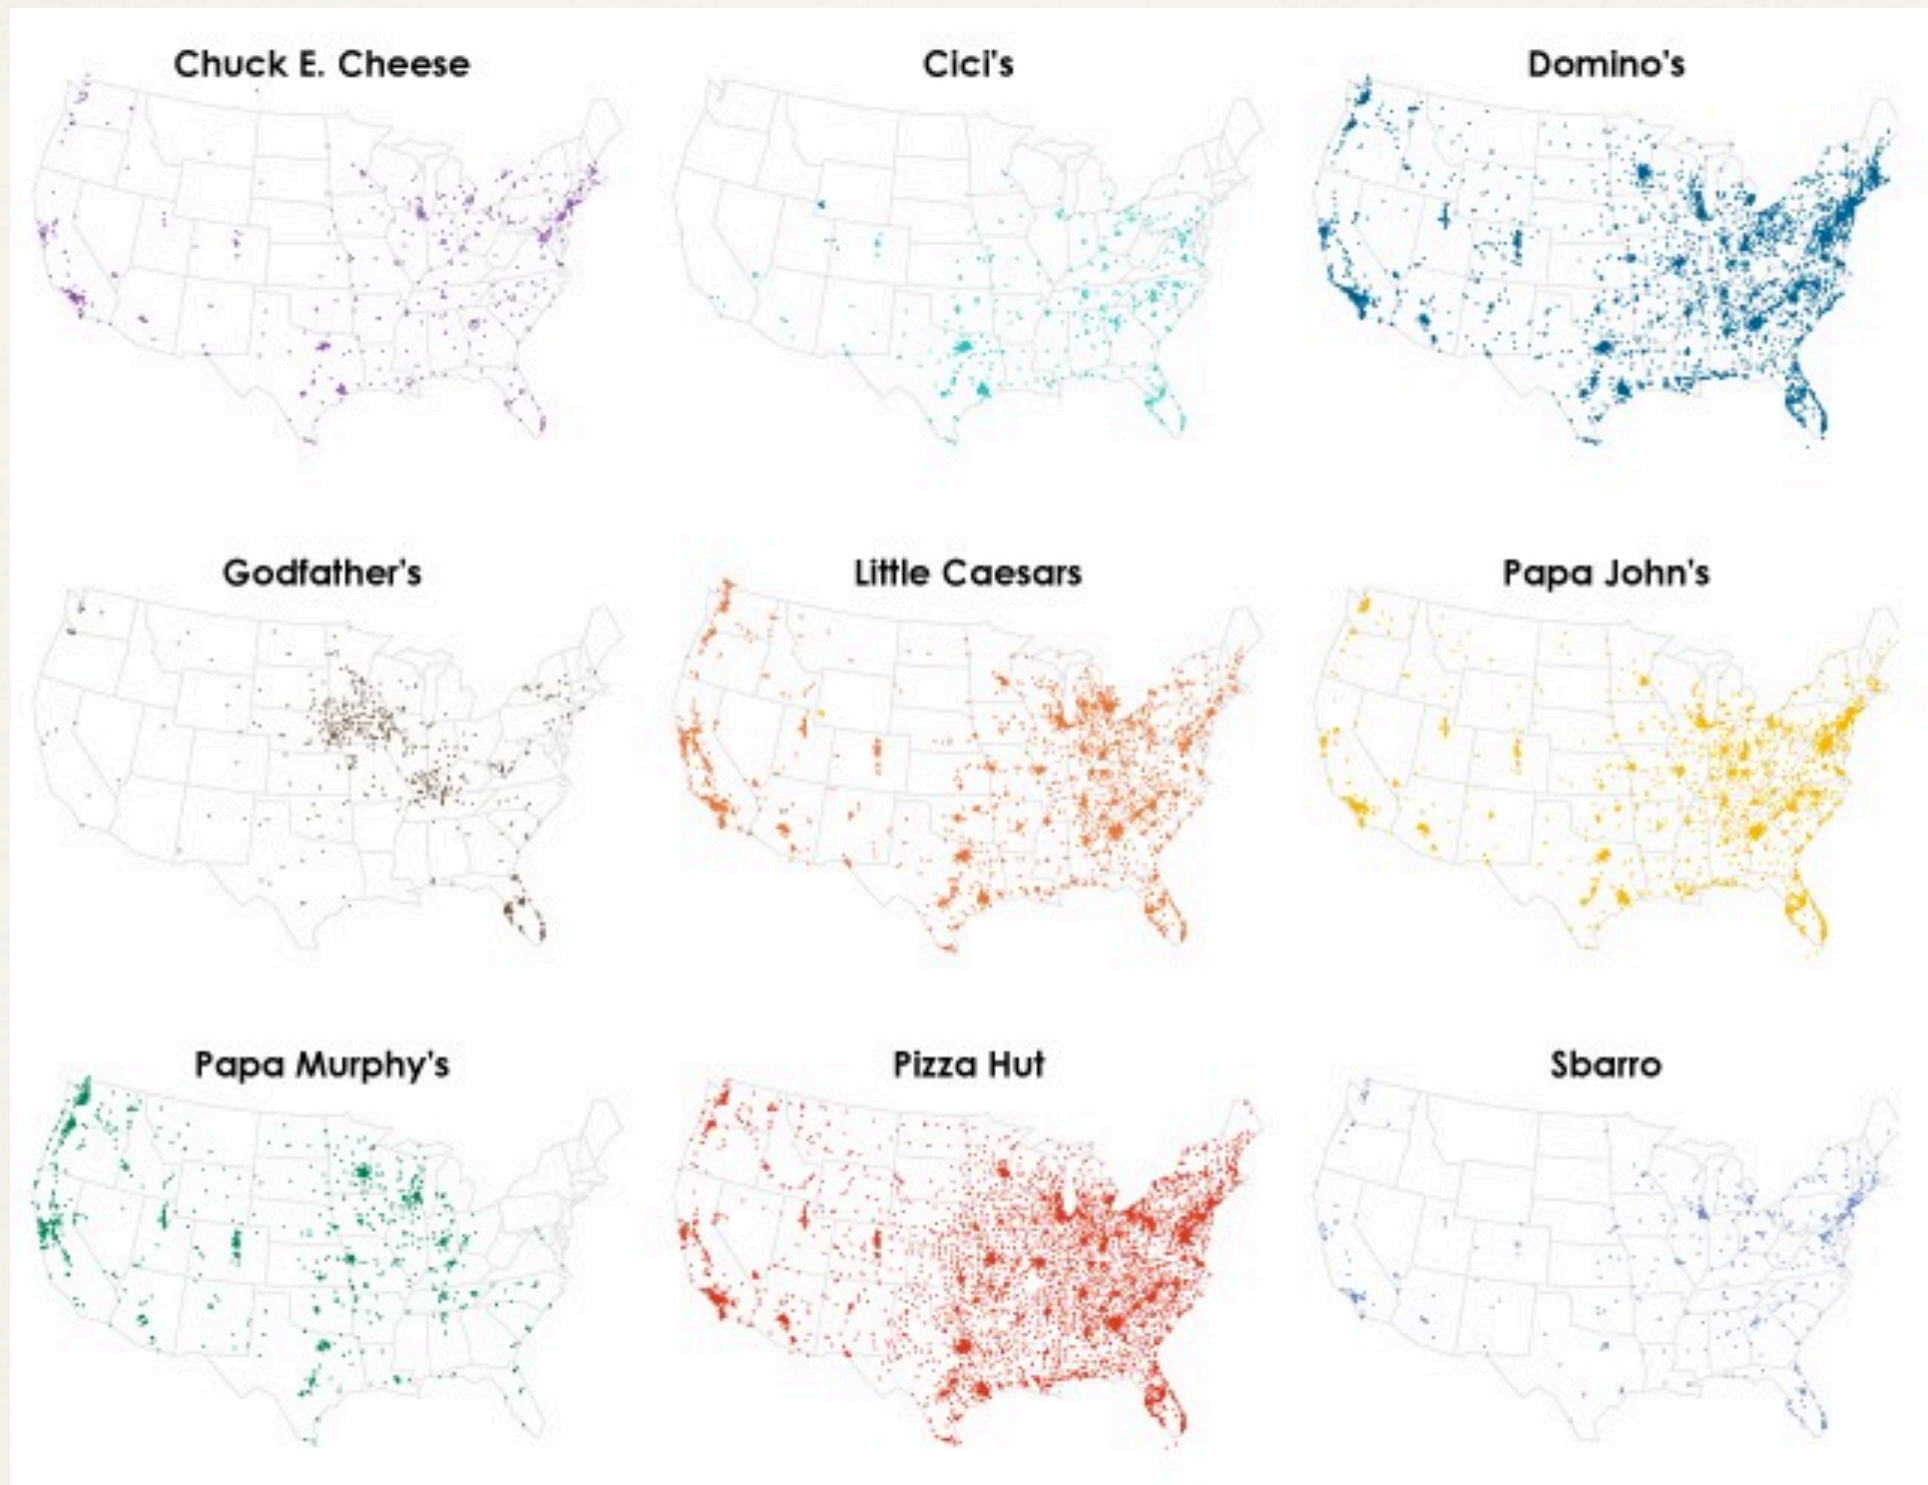 Chuck E. Cheese
Cici's
Domino's
Godfather's
Little Caesars
Papa John's
Papa Murphy's
Pizza Hut
Sbarro